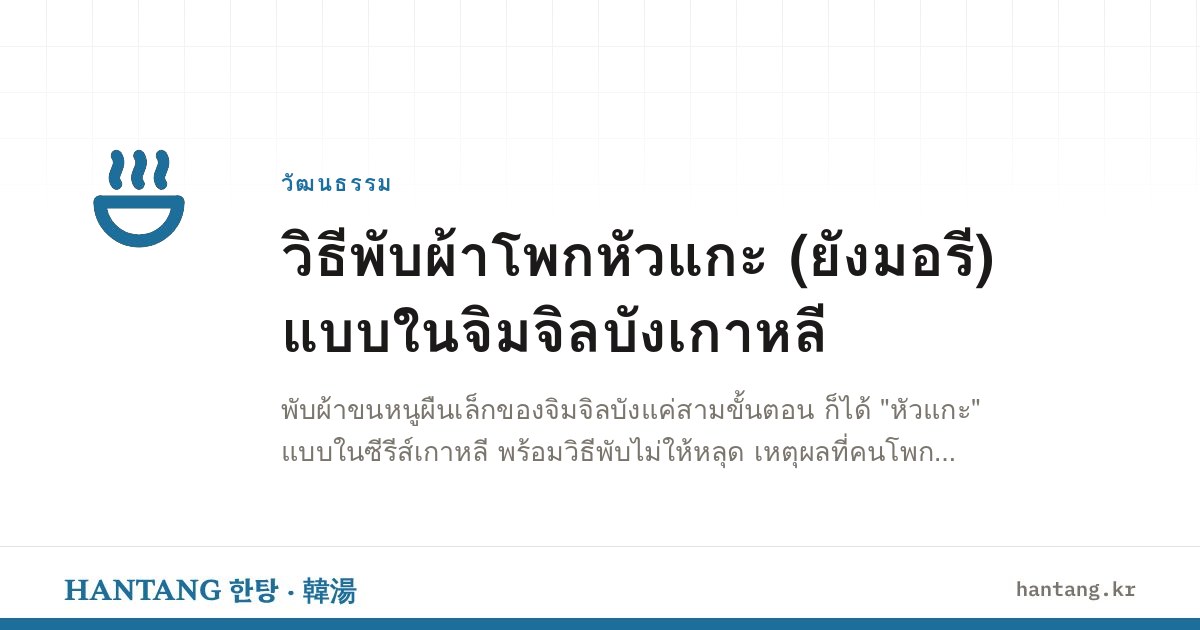 วัฒนธรรม
วิธีพับผ้าโพกหัวแกะ (ยังมอรี)
แบบในจิมจิลบังเกาหลี
พับผ้าขนหนูผืนเล็กของจิมจิลบังแค่สามขั้นตอน ก็ได้ "หัวแกะ"
แบบในซีรีส์เกาหลี พร้อมวิธีพับไม่ให้หลุด เหตุผลที่คนโพก...
HANTANG 한탕 · 韓湯
hantang.kr